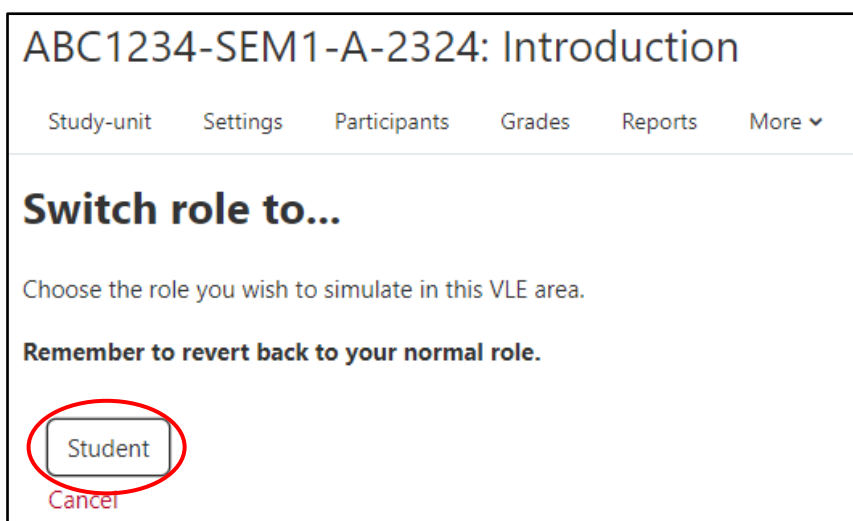 ABC1234-SEM1-A-2324: Introduction
Study-unit Settings Participants Grades Reports More
Switch role to...
Choose the role you wish to simulate in this VLE area.
Remember to revert back to your normal role.
Student
Cancel